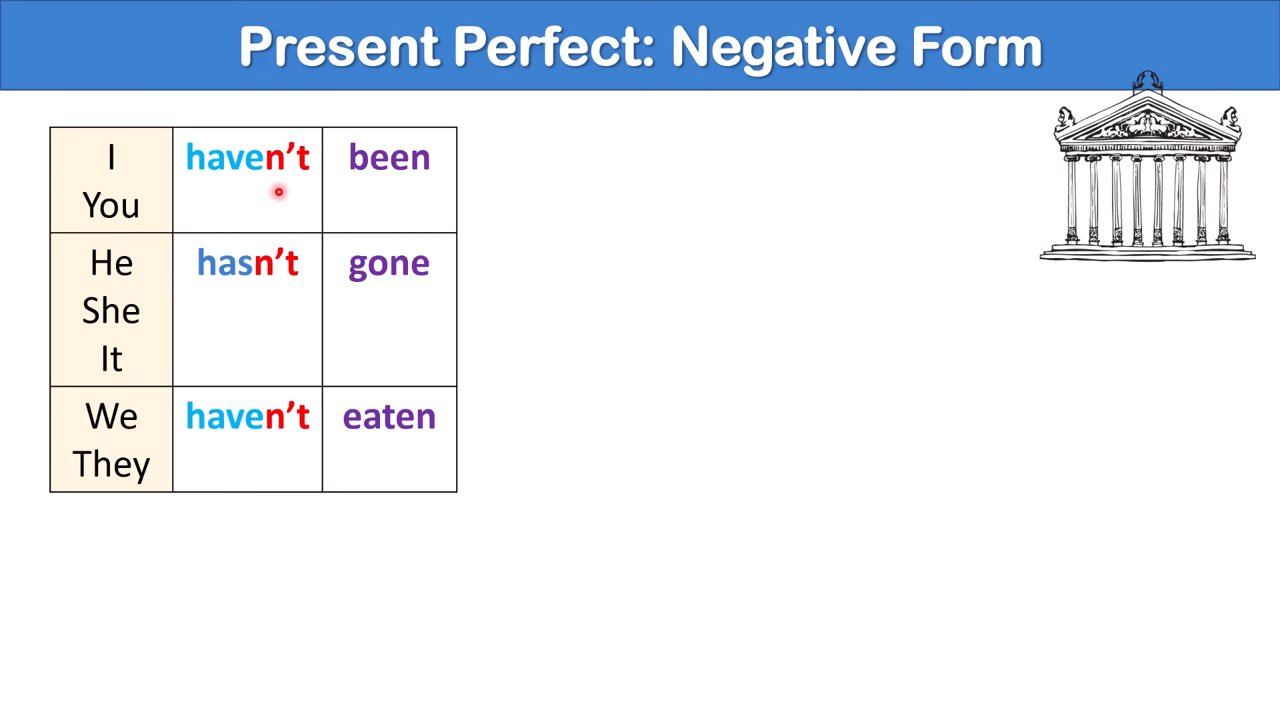 Present Perfect: Negative Form
I haven’t been
You
He hasn’t gone
She
It
We haven’t eaten
They